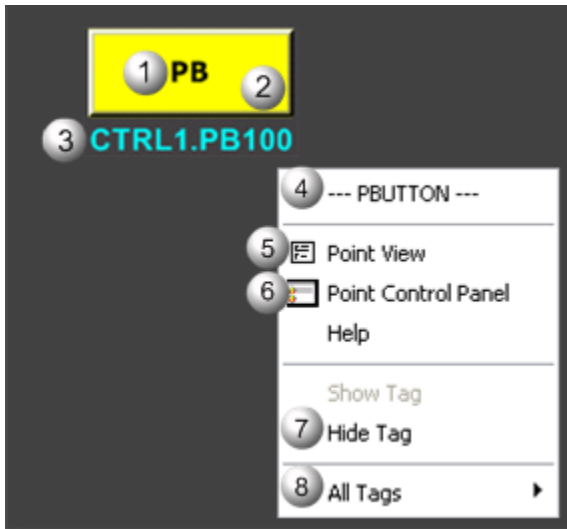 1 PB 2
3 CTRL1.PB100
4 --- PBUTTON ---
5 Point View
6 Point Control Panel
Help
Show Tag
7 Hide Tag
8 All Tags